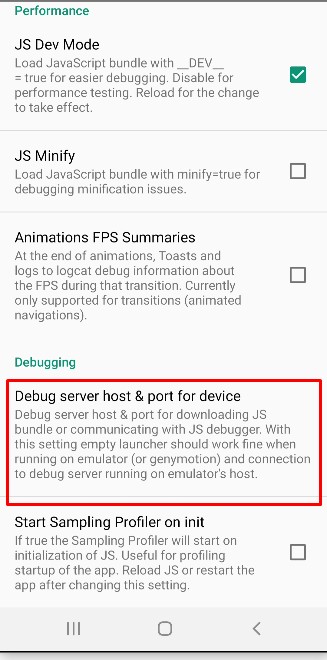 Performance
JS Dev Mode
Load JavaScript bundle with __DEV__
= true for easier debugging. Disable for
performance testing. Reload for the change
to take effect.
JS Minify
Load JavaScript bundle with minify=true for
debugging minification issues.
Animations FPS Summaries
At the end of animations, Toasts and
logs to logcat debug information about
the FPS during that transition. Currently
only supported for transitions (animated
navigations).
Debugging
Debug server host & port for device
Debug server host & port for downloading JS
bundle or communicating with JS debugger. With
this setting empty launcher should work fine when
running on emulator (or genymotion) and connection
to debug server running on emulator's host.
Start Sampling Profiler on init
If true the Sampling Profiler will start on
initialization of JS. Useful for profiling
startup of the app. Reload JS or restart the
app after changing this setting.